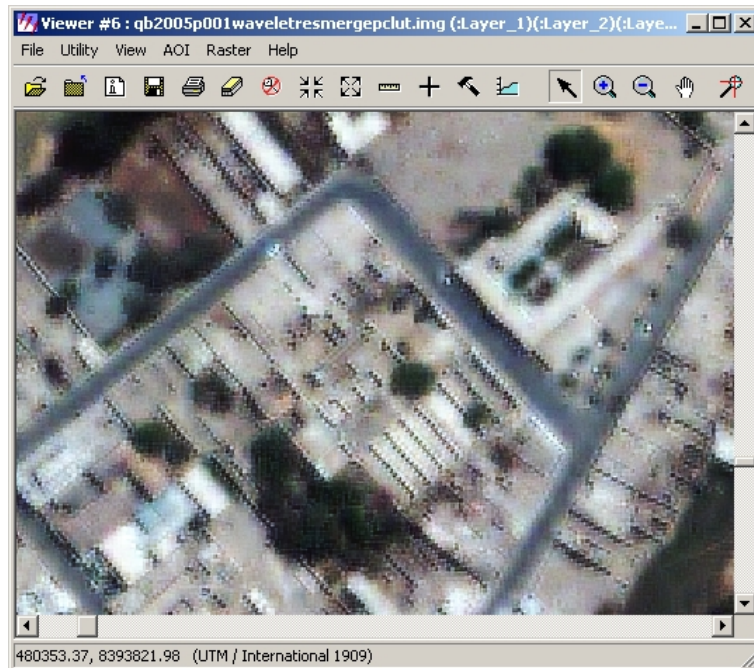 Viewer #6 : qb2005p001waveletresmergepclut.img (:Layer_1)(:Layer_2)(:Laye...
File Utility View AOI Raster Help
480353.37, 8393821.98 (UTM / International 1909)